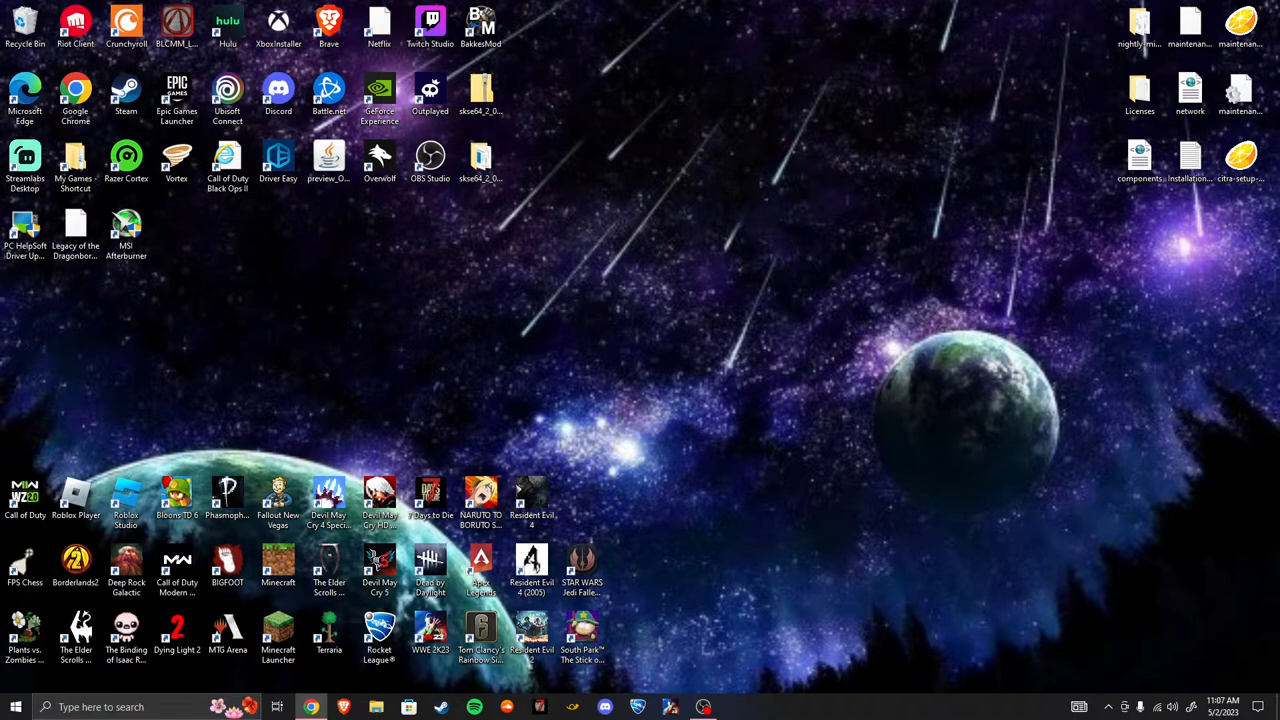 Recycle Bin
Riot Client
Crunchyroll
BLCMM_L...
Hulu
XboxInstaller
Brave
Netflix
Twitch Studio
BakkesMod
nightly-mi...
maintenan...
maintenan...
Microsoft
Edge
Google
Chrome
Steam
Epic Games
Launcher
Ubisoft
Connect
Discord
Battle.net
GeForce
Experience
Outplayed
skse64_2_0...
Licenses
network
maintenan...
Streamlabs
Desktop
My Games -
Shortcut
Razer Cortex
Vortex
Call of Duty
Black Ops II
Driver Easy
preview_O...
Overwolf
OBS Studio
skse64_2_0...
components
Installation...
citra-setup-...
PC HelpSoft
Driver Up...
Legacy of the
Dragonbor...
MSI
Afterburner
Call of Duty
Roblox Player
Roblox
Studio
Bloons TD 6
Phasmoph...
Fallout New
Vegas
Devil May
Cry 4 Speci...
Devil May
Cry HD ...
7 Days to Die
NARUTO TO
BORUTO S...
Resident Evil
4
FPS Chess
Borderlands2
Deep Rock
Galactic
Call of Duty
Modern ...
BIGFOOT
Minecraft
The Elder
Scrolls ...
Devil May
Cry 5
Dead by
Daylight
Apex
Legends
Resident Evil
4 (2005)
STAR WARS
Jedi Falle...
Plants vs.
Zombies ...
The Elder
Scrolls ...
The Binding
of Isaac R...
Dying Light 2
MTG Arena
Minecraft
Launcher
Terraria
Rocket
League®
WWE 2K23
Tom Clancy's
Rainbow Si...
Resident Evil
2
South Park™
The Stick o...
Type here to search
11:07 AM
5/2/2023